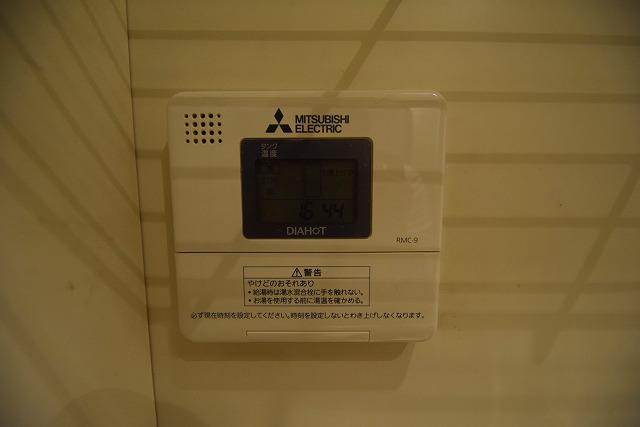 MITSUBISHI
ELECTRIC
タンク
温度
16:44
DIAHOT
RMC-9
⚠警告
やけどのおそれあり
・給湯時は湯水混合栓に手を触れない。
・お湯を使用する前に湯温を確かめる。
必ず現在時刻を設定してください。時刻を設定しないとわき上げしなくなります。